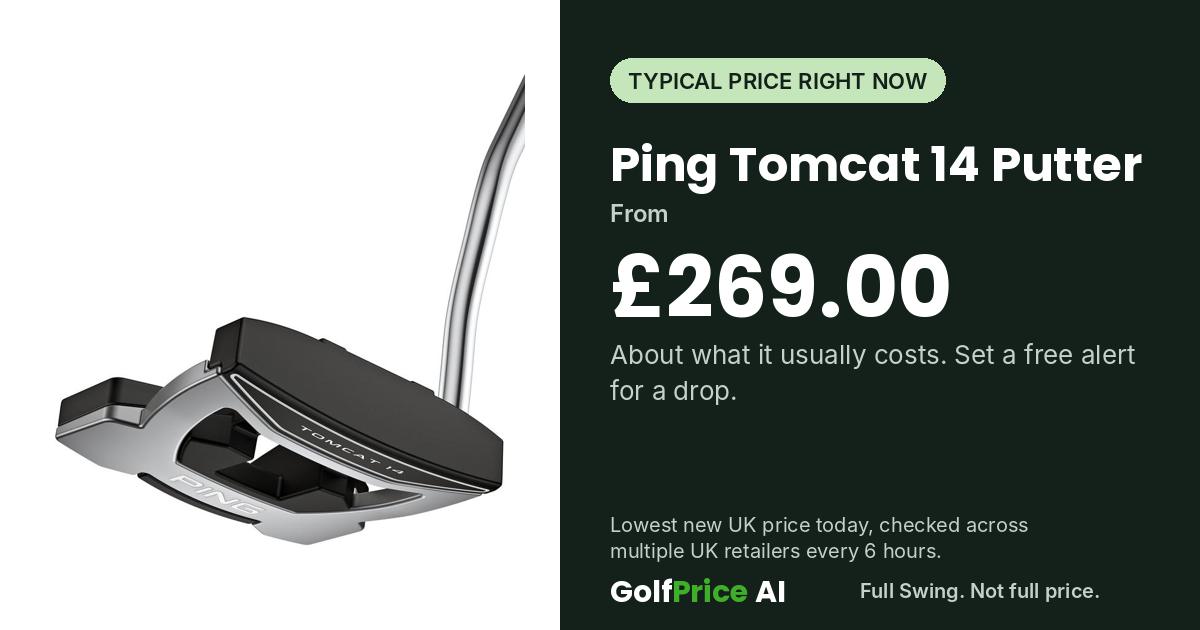 TYPICAL PRICE RIGHT NOW
Ping Tomcat 14 Putter
From
£269.00
About what it usually costs. Set a free alert
for a drop.
TOMCAT 14
PING
Lowest new UK price today, checked across
multiple UK retailers every 6 hours.
GolfPrice AI
Full Swing. Not full price.